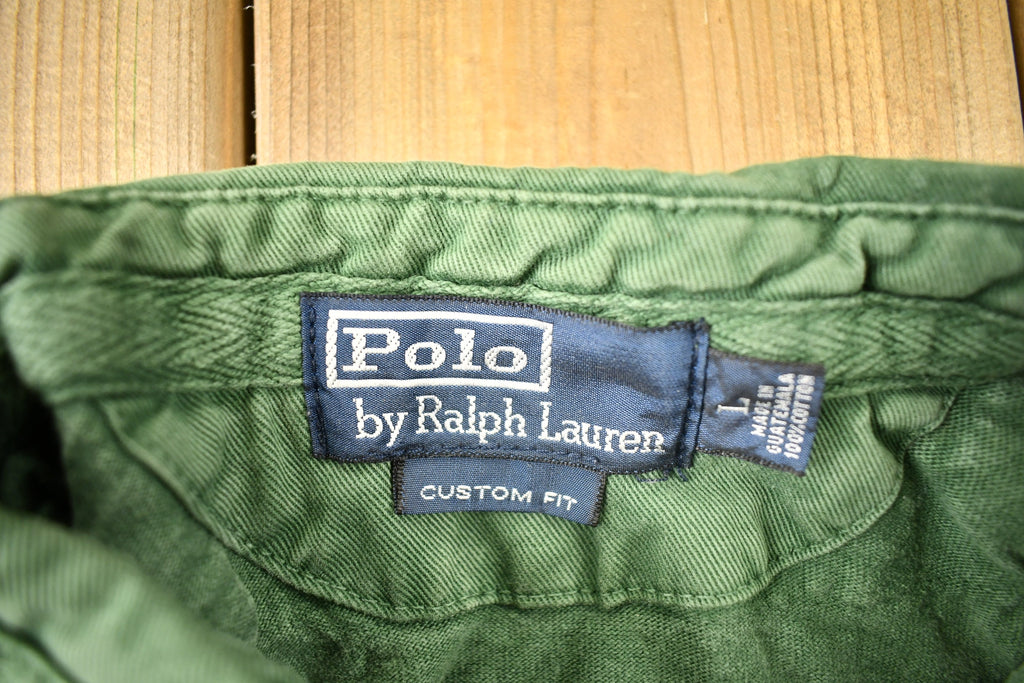 Polo
by Ralph Lauren
CUSTOM FIT
L
MADE IN
GUATEMALA
100% COTTON